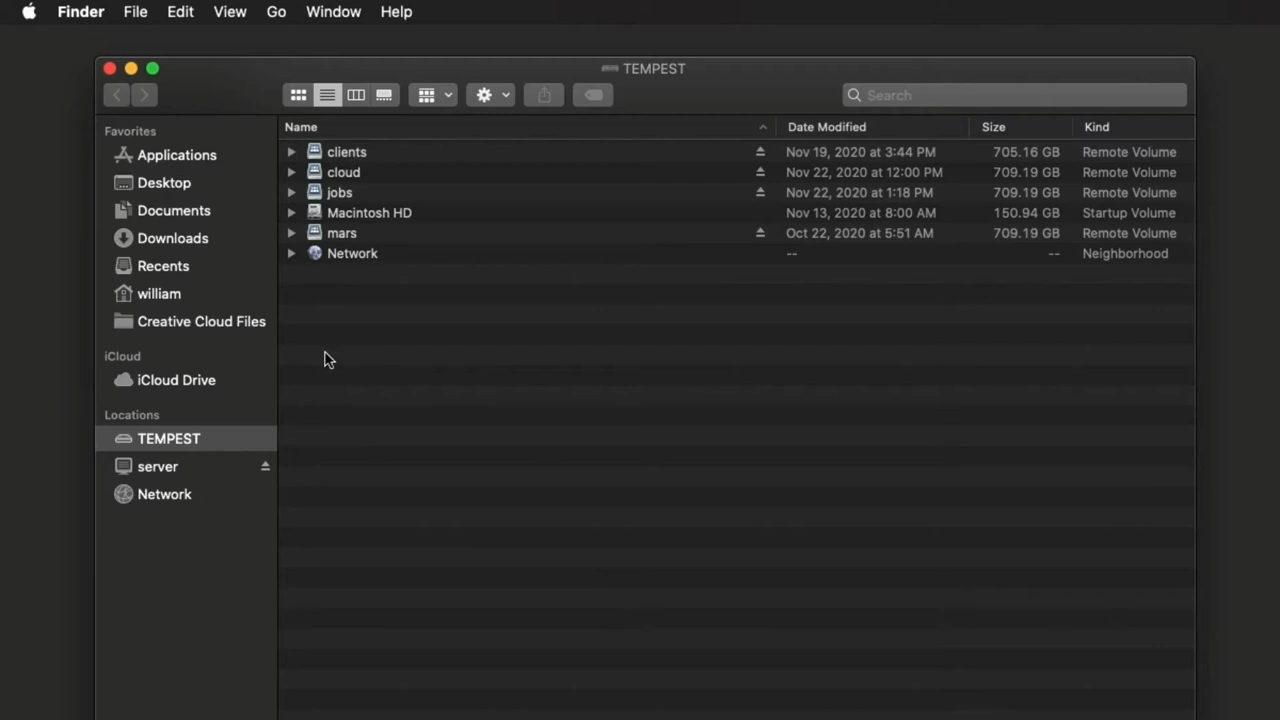 Finder File Edit View Go Window Help
TEMPEST
Search
Favorites
Applications
Desktop
Documents
Downloads
Recents
william
Creative Cloud Files
iCloud
iCloud Drive
Locations
TEMPEST
server
Network
Name Date Modified Size Kind
clients Nov 19, 2020 at 3:44 PM 705.16 GB Remote Volume
cloud Nov 22, 2020 at 12:00 PM 709.19 GB Remote Volume
jobs Nov 22, 2020 at 1:18 PM 709.19 GB Remote Volume
Macintosh HD Nov 13, 2020 at 8:00 AM 150.94 GB Startup Volume
mars Oct 22, 2020 at 5:51 AM 709.19 GB Remote Volume
Network -- -- Neighborhood